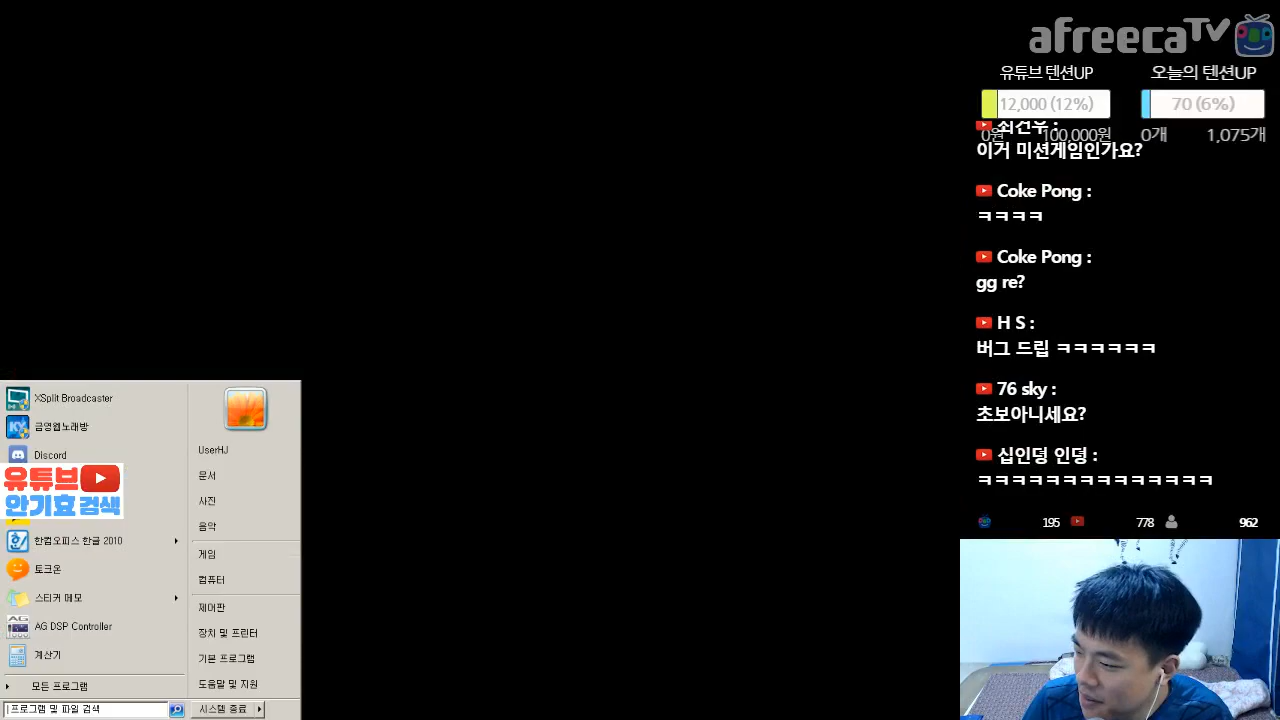 afreecaTV
유튜브 텐션UP
오늘의 텐션UP
12,000 (12%)
70 (6%)
0원
100,000원
0개
1,075개
최건우 :
이거 미션게임인가요?
Coke Pong :
ㅋㅋㅋㅋ
Coke Pong :
gg re?
H S :
버그 드립 ㅋㅋㅋㅋㅋㅋ
76 sky :
초보아니세요?
십인덩 인덩 :
ㅋㅋㅋㅋㅋㅋㅋㅋㅋㅋㅋㅋㅋㅋ
195
778
962
XSplit Broadcaster
금영웹노래방
Discord
유튜브
안기효 검색
한컴오피스 한글 2010
토크온
스티커 메모
AG DSP Controller
계산기
모든 프로그램
프로그램 및 파일 검색
UserHJ
문서
사진
음악
게임
컴퓨터
제어판
장치 및 프린터
기본 프로그램
도움말 및 지원
시스템 종료